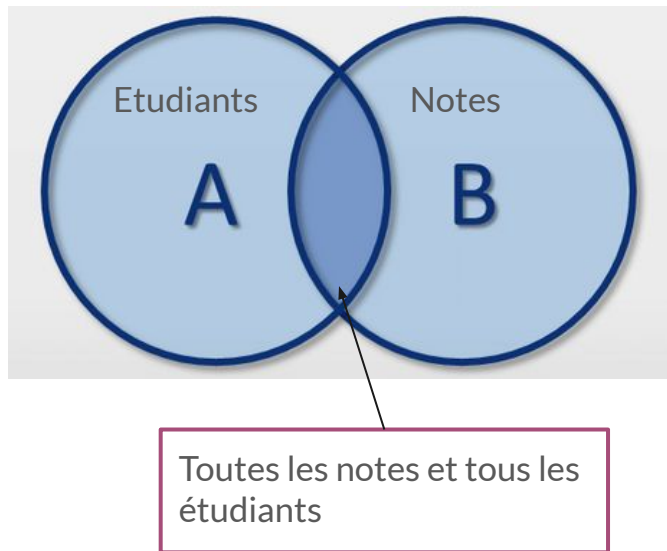 Etudiants Notes
A B
Toutes les notes et tous les
étudiants